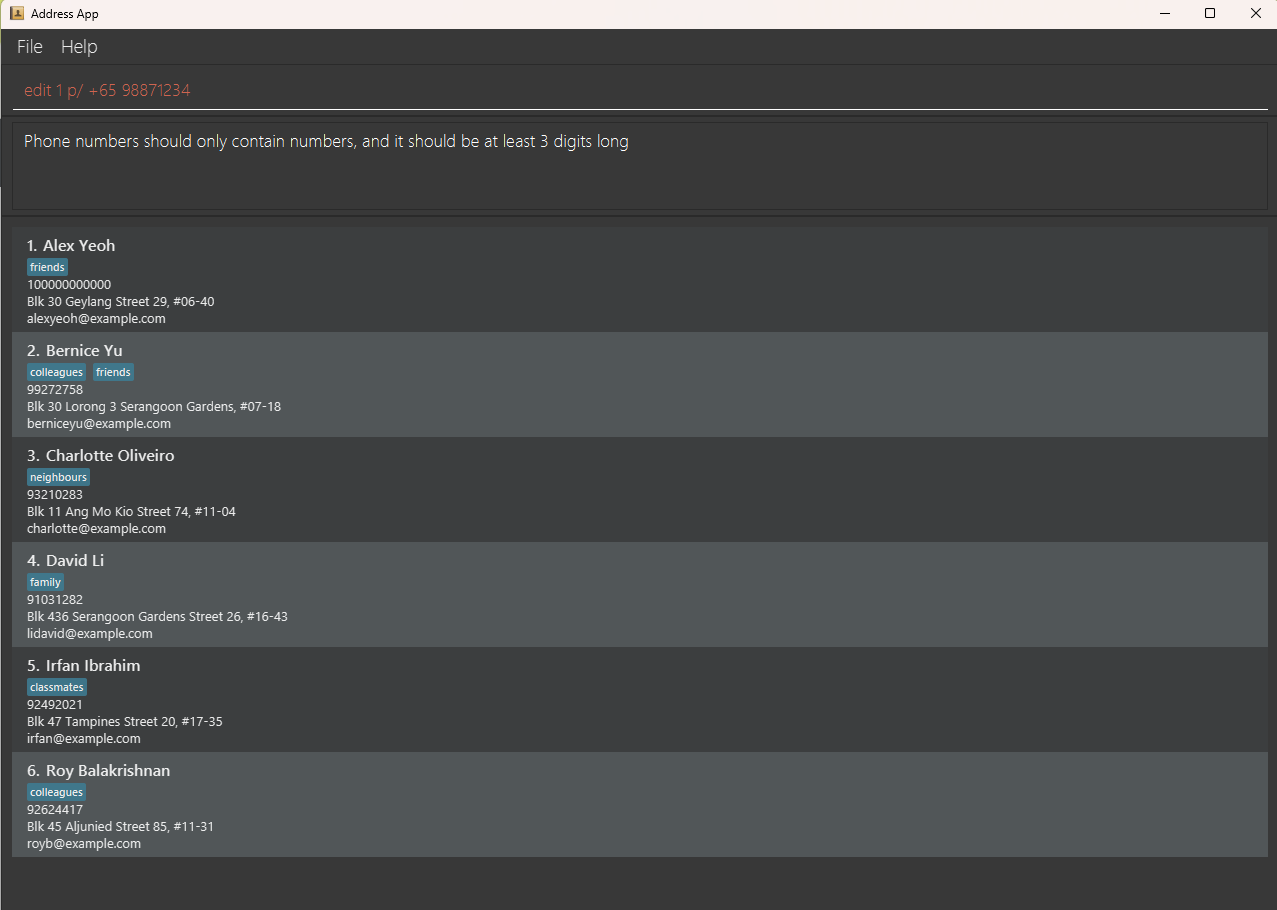 Address App
File Help
edit 1 p/ +65 98871234
Phone numbers should only contain numbers, and it should be at least 3 digits long
1. Alex Yeoh
friends
100000000000
Blk 30 Geylang Street 29, #06-40
alexyeoh@example.com
2. Bernice Yu
colleagues friends
99272758
Blk 30 Lorong 3 Serangoon Gardens, #07-18
berniceyu@example.com
3. Charlotte Oliveiro
neighbours
93210283
Blk 11 Ang Mo Kio Street 74, #11-04
charlotte@example.com
4. David Li
family
91031282
Blk 436 Serangoon Gardens Street 26, #16-43
lidavid@example.com
5. Irfan Ibrahim
classmates
92492021
Blk 47 Tampines Street 20, #17-35
irfan@example.com
6. Roy Balakrishnan
colleagues
92624417
Blk 45 Aljunied Street 85, #11-31
royb@example.com